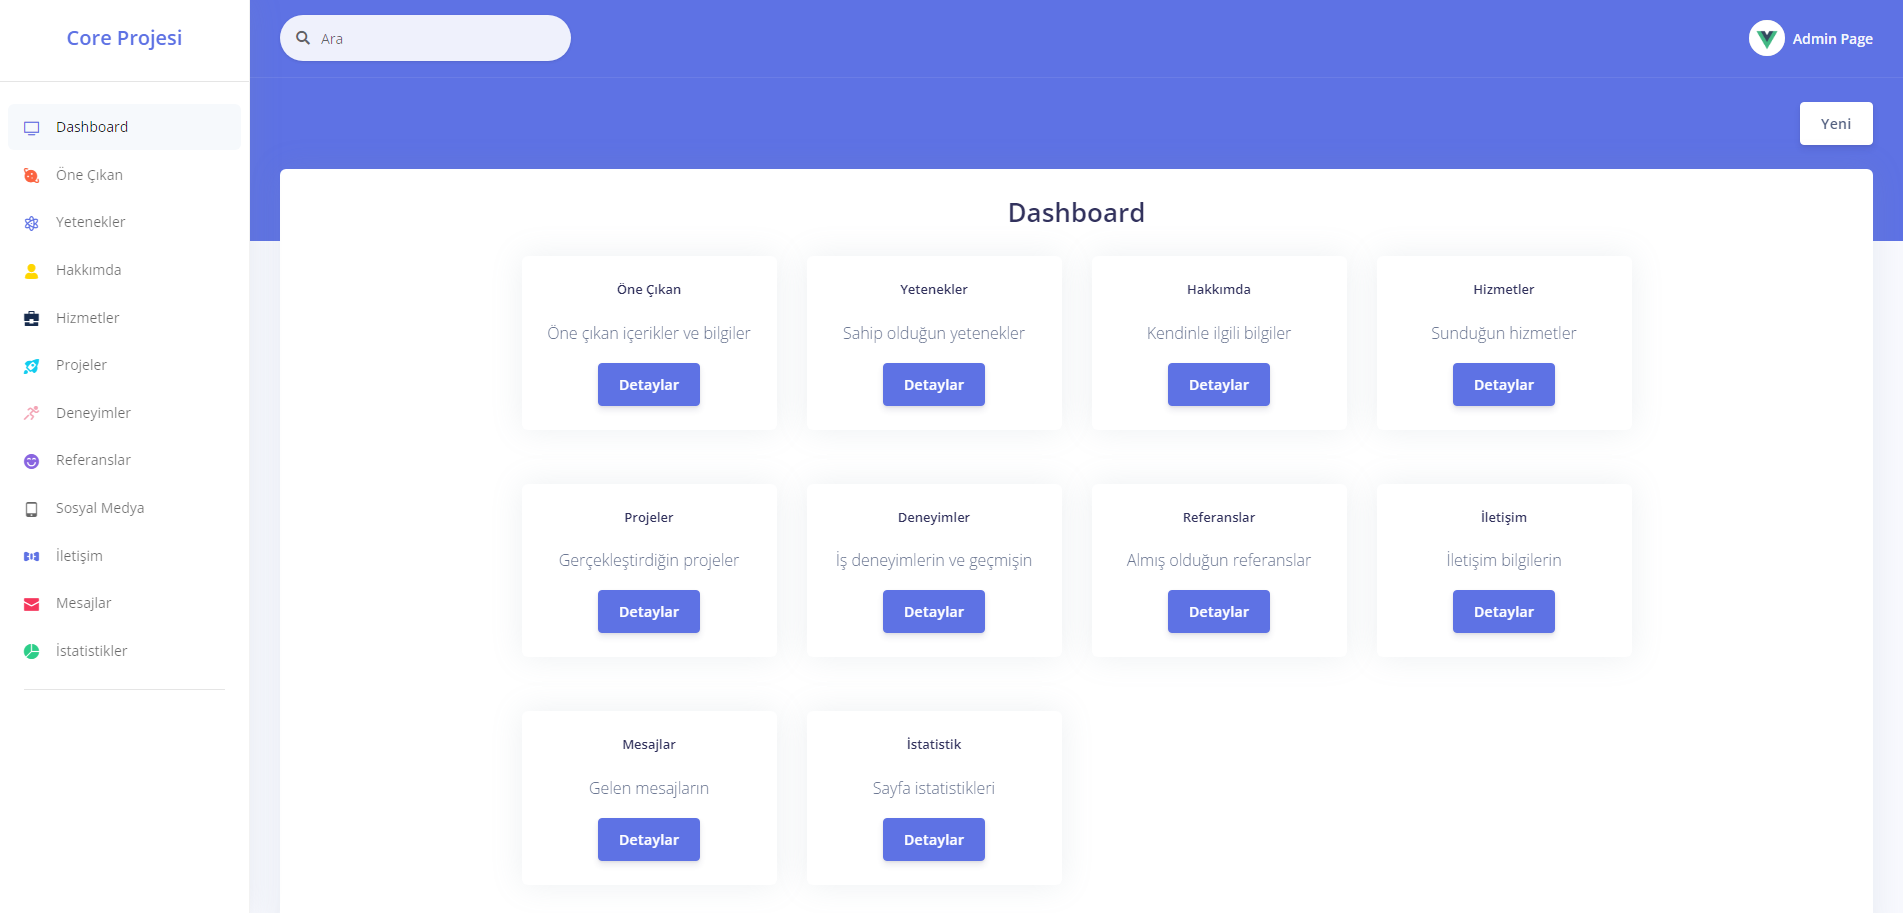 Core Projesi
Ara
Admin Page
Dashboard
Öne Çıkan
Yetenekler
Hakkımda
Hizmetler
Projeler
Deneyimler
Referanslar
Sosyal Medya
İletişim
Mesajlar
İstatistikler
Yeni
Dashboard
Öne Çıkan
Öne çıkan içerikler ve bilgiler
Detaylar
Yetenekler
Sahip olduğun yetenekler
Detaylar
Hakkımda
Kendinle ilgili bilgiler
Detaylar
Hizmetler
Sunduğun hizmetler
Detaylar
Projeler
Gerçekleştirdiğin projeler
Detaylar
Deneyimler
İş deneyimlerin ve geçmişin
Detaylar
Referanslar
Almış olduğun referanslar
Detaylar
İletişim
İletişim bilgilerin
Detaylar
Mesajlar
Gelen mesajların
Detaylar
İstatistik
Sayfa istatistikleri
Detaylar